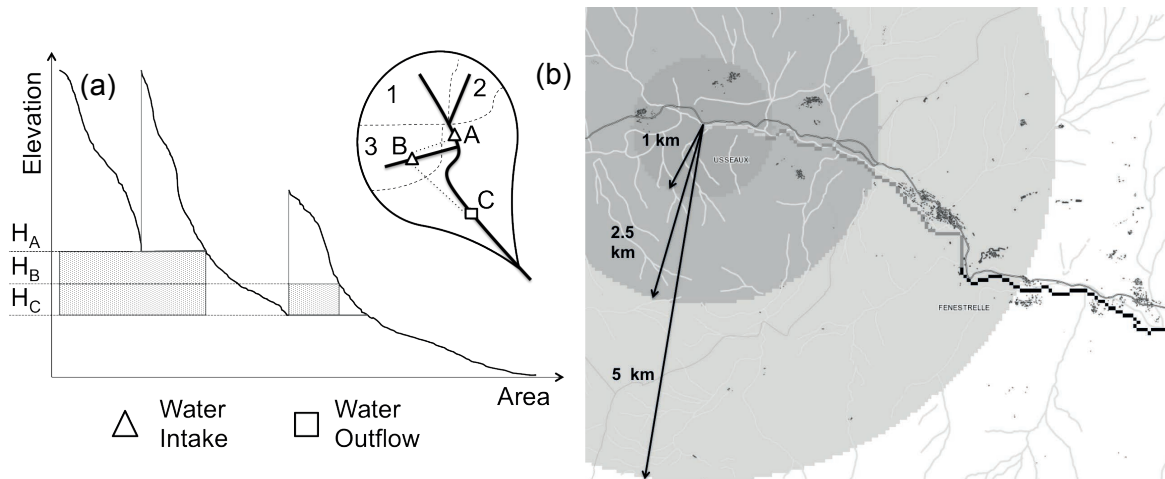 (a)
Elevation
1
2
3
A
B
C
H_A
H_B
H_C
Area
Water
Intake
Water
Outflow
(b)
1 km
USSEAUX
2.5
km
FENESTRELLE
5 km